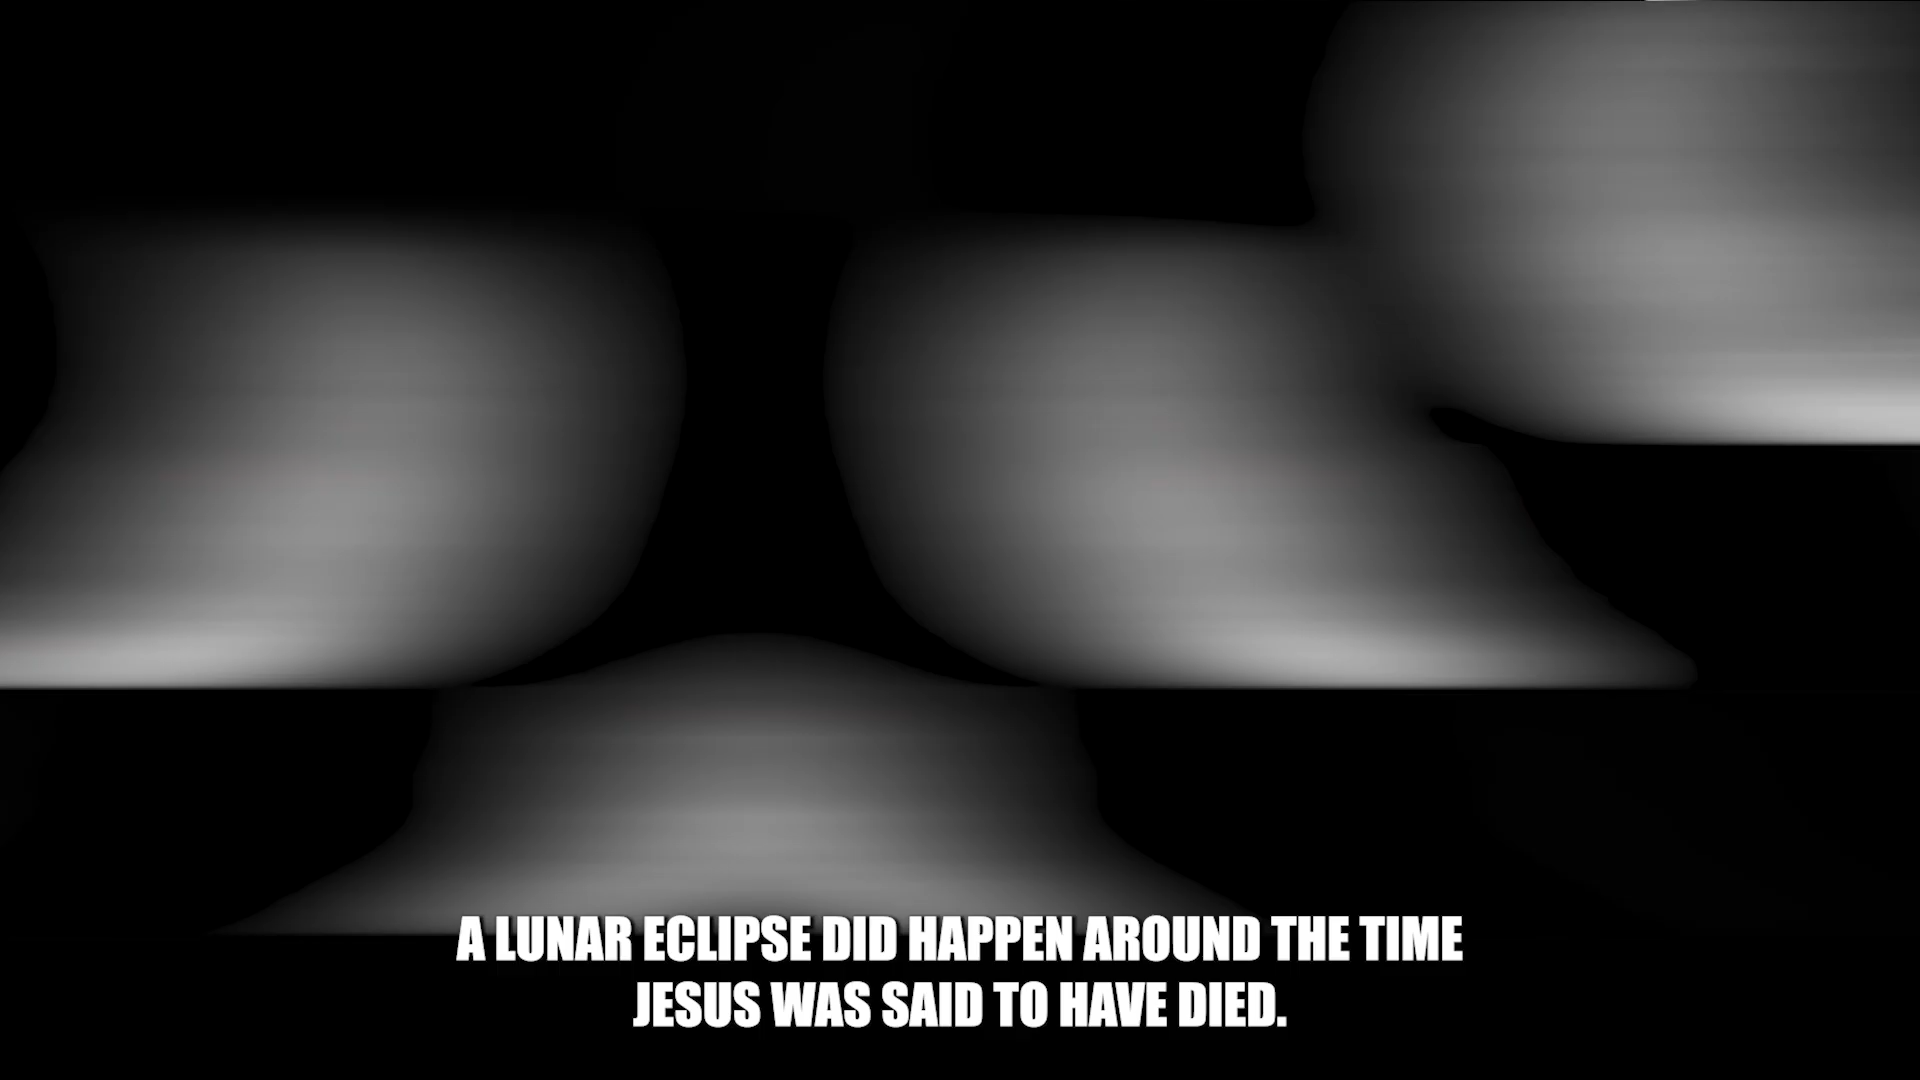 A LUNAR ECLIPSE DID HAPPEN AROUND THE TIME
JESUS WAS SAID TO HAVE DIED.